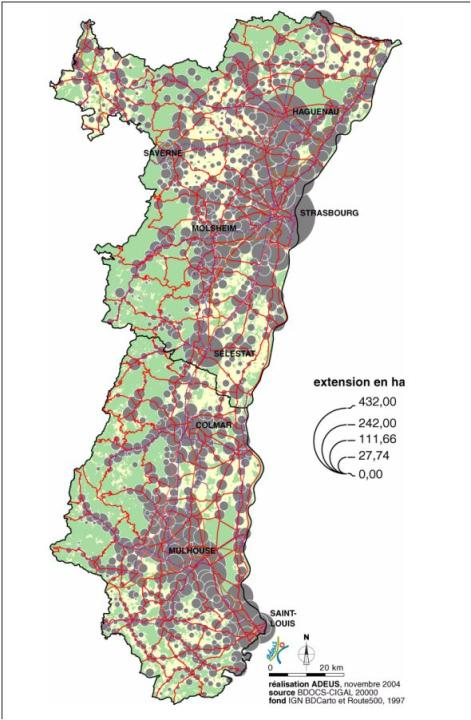 HAGUENAU
SAVERNE
STRASBOURG
MOLSHEIM
SÉLESTAT
extension en ha
432,00
242,00
111,66
27,74
0,00
COLMAR
MULHOUSE
SAINT-
LOUIS
adeus
N
0 20 km
réalisation ADEUS, novembre 2004
source BDOCS-CIGAL 20000
fond IGN BDCarto et Route500, 1997